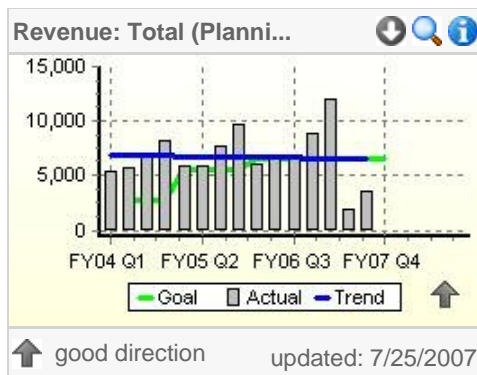 Revenue: Total (Planni...
15,000
10,000
5,000
0
FY04 Q1 FY05 Q2 FY06 Q3 FY07 Q4
Goal Actual Trend
good direction updated: 7/25/2007